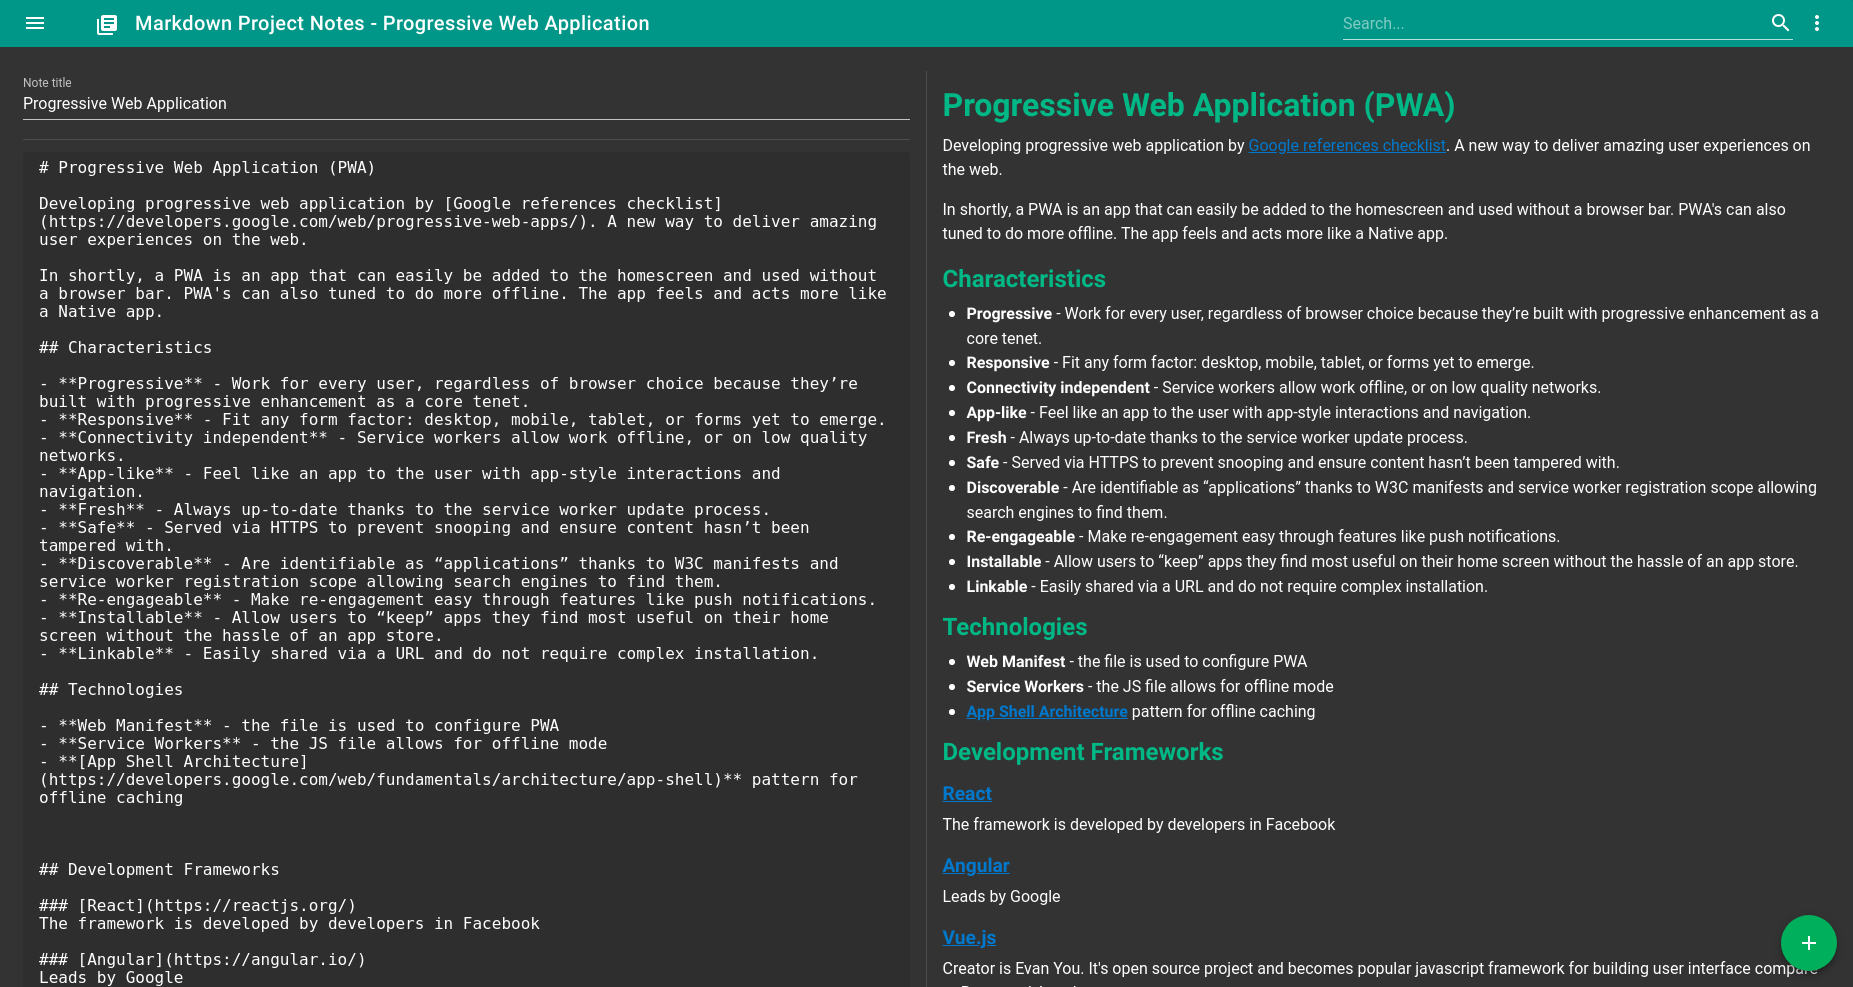 Markdown Project Notes - Progressive Web Application
Search...
Note title
Progressive Web Application
# Progressive Web Application (PWA)
Developing progressive web application by [Google references checklist]
(https://developers.google.com/web/progressive-web-apps/). A new way to deliver amazing
user experiences on the web.
In shortly, a PWA is an app that can easily be added to the homescreen and used without
a browser bar. PWA's can also tuned to do more offline. The app feels and acts more like
a Native app.
## Characteristics
- **Progressive** - Work for every user, regardless of browser choice because they’re
built with progressive enhancement as a core tenet.
- **Responsive** - Fit any form factor: desktop, mobile, tablet, or forms yet to emerge.
- **Connectivity independent** - Service workers allow work offline, or on low quality
networks.
- **App-like** - Feel like an app to the user with app-style interactions and
navigation.
- **Fresh** - Always up-to-date thanks to the service worker update process.
- **Safe** - Served via HTTPS to prevent snooping and ensure content hasn’t been
tampered with.
- **Discoverable** - Are identifiable as “applications” thanks to W3C manifests and
service worker registration scope allowing search engines to find them.
- **Re-engageable** - Make re-engagement easy through features like push notifications.
- **Installable** - Allow users to “keep” apps they find most useful on their home
screen without the hassle of an app store.
- **Linkable** - Easily shared via a URL and do not require complex installation.
## Technologies
- **Web Manifest** - the file is used to configure PWA
- **Service Workers** - the JS file allows for offline mode
- **[App Shell Architecture]
(https://developers.google.com/web/fundamentals/architecture/app-shell)** pattern for
offline caching
## Development Frameworks
### [React](https://reactjs.org/)
The framework is developed by developers in Facebook
### [Angular](https://angular.io/)
Leads by Google
Progressive Web Application (PWA)
Developing progressive web application by Google references checklist. A new way to deliver amazing user experiences on
the web.
In shortly, a PWA is an app that can easily be added to the homescreen and used without a browser bar. PWA's can also
tuned to do more offline. The app feels and acts more like a Native app.
Characteristics
Progressive - Work for every user, regardless of browser choice because they’re built with progressive enhancement as a
core tenet.
Responsive - Fit any form factor: desktop, mobile, tablet, or forms yet to emerge.
Connectivity independent - Service workers allow work offline, or on low quality networks.
App-like - Feel like an app to the user with app-style interactions and navigation.
Fresh - Always up-to-date thanks to the service worker update process.
Safe - Served via HTTPS to prevent snooping and ensure content hasn’t been tampered with.
Discoverable - Are identifiable as “applications” thanks to W3C manifests and service worker registration scope allowing
search engines to find them.
Re-engageable - Make re-engagement easy through features like push notifications.
Installable - Allow users to “keep” apps they find most useful on their home screen without the hassle of an app store.
Linkable - Easily shared via a URL and do not require complex installation.
Technologies
Web Manifest - the file is used to configure PWA
Service Workers - the JS file allows for offline mode
App Shell Architecture pattern for offline caching
Development Frameworks
React
The framework is developed by developers in Facebook
Angular
Leads by Google
Vue.js
Creator is Evan You. It's open source project and becomes popular javascript framework for building user interface compare